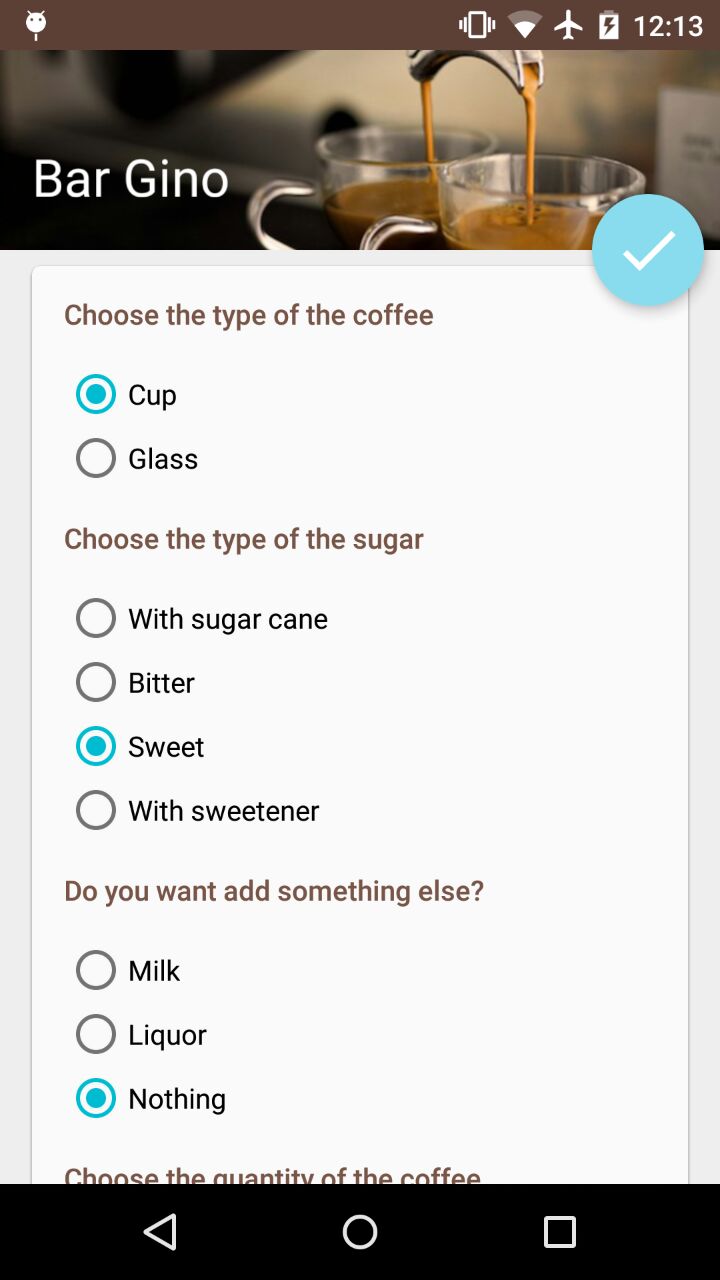 12:13
Bar Gino
Choose the type of the coffee
Cup
Glass
Choose the type of the sugar
With sugar cane
Bitter
Sweet
With sweetener
Do you want add something else?
Milk
Liquor
Nothing
Choose the quantity of the coffee